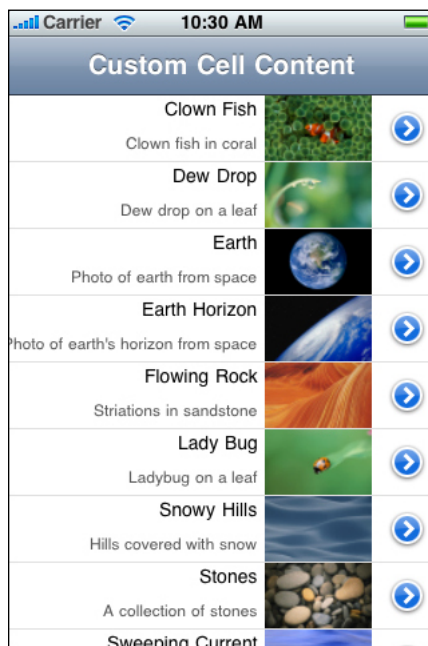 Carrier 10:30 AM
Custom Cell Content
Clown Fish
Clown fish in coral
Dew Drop
Dew drop on a leaf
Earth
Photo of earth from space
Earth Horizon
Photo of earth's horizon from space
Flowing Rock
Striations in sandstone
Lady Bug
Ladybug on a leaf
Snowy Hills
Hills covered with snow
Stones
A collection of stones
Sweeping Current